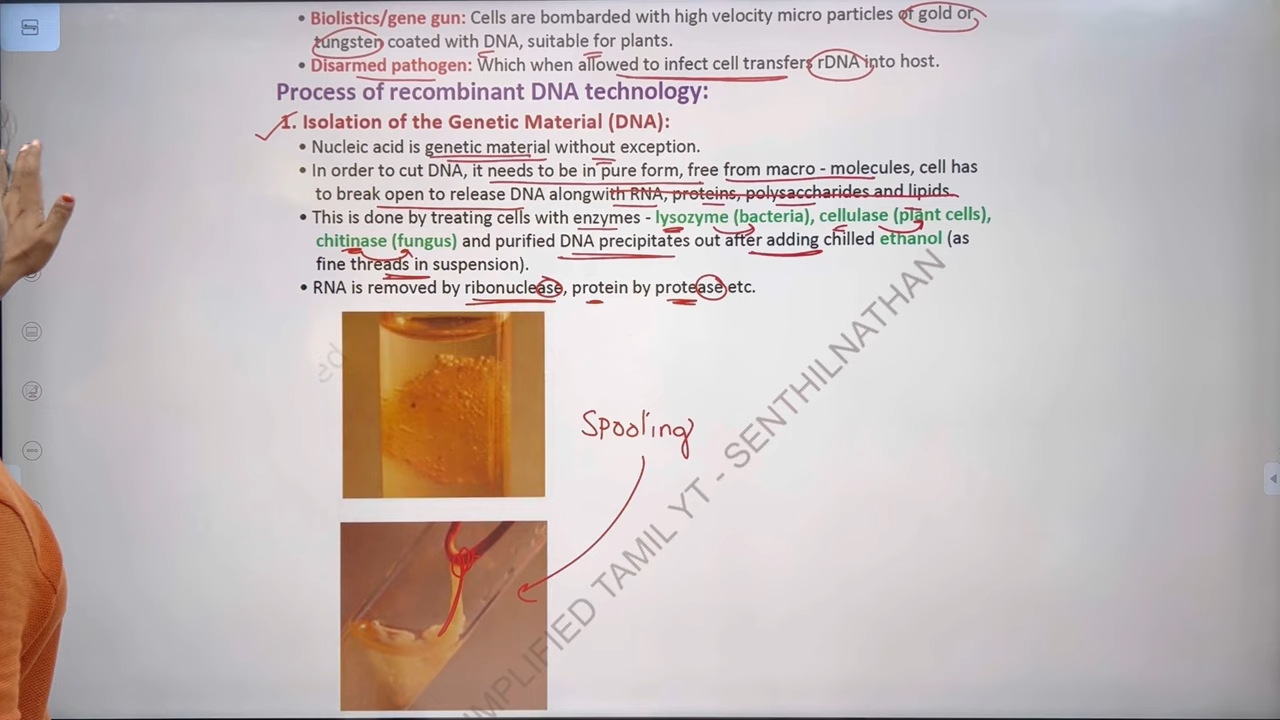 • Biolistics/gene gun: Cells are bombarded with high velocity micro particles of gold or
tungsten coated with DNA, suitable for plants.
• Disarmed pathogen: Which when allowed to infect cell transfers rDNA into host.
Process of recombinant DNA technology:
1. Isolation of the Genetic Material (DNA):
• Nucleic acid is genetic material without exception.
• In order to cut DNA, it needs to be in pure form, free from macro - molecules, cell has
to break open to release DNA alongwith RNA, proteins, polysaccharides and lipids.
• This is done by treating cells with enzymes - lysozyme (bacteria), cellulase (plant cells),
chitinase (fungus) and purified DNA precipitates out after adding chilled ethanol (as
fine threads in suspension).
• RNA is removed by ribonuclease, protein by protease etc.
Spooling
IMPLIFIED TAMIL YT - SENTHILNATHAN